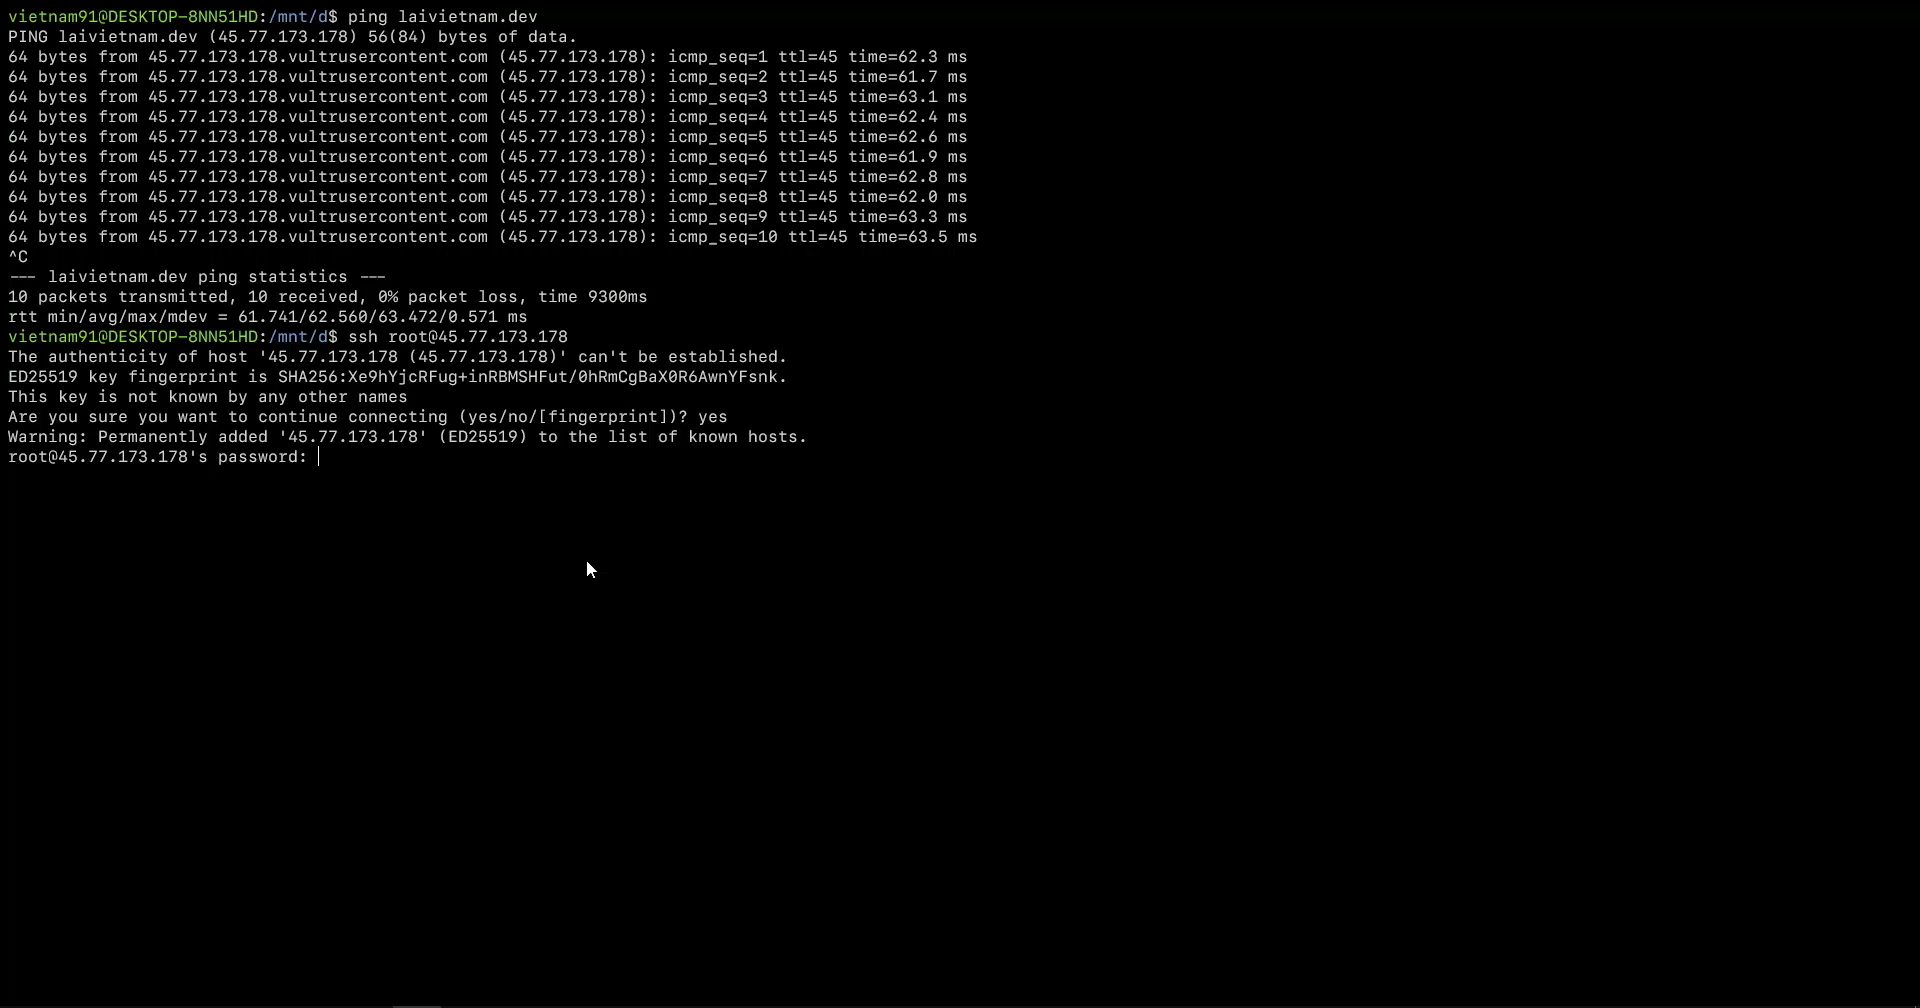 vietnam91@DESKTOP-8NN51HD:/mnt/d$ ping laivietnam.dev
PING laivietnam.dev (45.77.173.178) 56(84) bytes of data.
64 bytes from 45.77.173.178.vultrusercontent.com (45.77.173.178): icmp_seq=1 ttl=45 time=62.3 ms
64 bytes from 45.77.173.178.vultrusercontent.com (45.77.173.178): icmp_seq=2 ttl=45 time=61.7 ms
64 bytes from 45.77.173.178.vultrusercontent.com (45.77.173.178): icmp_seq=3 ttl=45 time=63.1 ms
64 bytes from 45.77.173.178.vultrusercontent.com (45.77.173.178): icmp_seq=4 ttl=45 time=62.4 ms
64 bytes from 45.77.173.178.vultrusercontent.com (45.77.173.178): icmp_seq=5 ttl=45 time=62.6 ms
64 bytes from 45.77.173.178.vultrusercontent.com (45.77.173.178): icmp_seq=6 ttl=45 time=61.9 ms
64 bytes from 45.77.173.178.vultrusercontent.com (45.77.173.178): icmp_seq=7 ttl=45 time=62.8 ms
64 bytes from 45.77.173.178.vultrusercontent.com (45.77.173.178): icmp_seq=8 ttl=45 time=62.0 ms
64 bytes from 45.77.173.178.vultrusercontent.com (45.77.173.178): icmp_seq=9 ttl=45 time=63.3 ms
64 bytes from 45.77.173.178.vultrusercontent.com (45.77.173.178): icmp_seq=10 ttl=45 time=63.5 ms
^C
--- laivietnam.dev ping statistics ---
10 packets transmitted, 10 received, 0% packet loss, time 9300ms
rtt min/avg/max/mdev = 61.741/62.560/63.472/0.571 ms
vietnam91@DESKTOP-8NN51HD:/mnt/d$ ssh root@45.77.173.178
The authenticity of host '45.77.173.178 (45.77.173.178)' can't be established.
ED25519 key fingerprint is SHA256:Xe9hYjcRFug+inRBMSHFut/0hRmCgBaX0R6AwnYFsnk.
This key is not known by any other names
Are you sure you want to continue connecting (yes/no/[fingerprint])? yes
Warning: Permanently added '45.77.173.178' (ED25519) to the list of known hosts.
root@45.77.173.178's password: